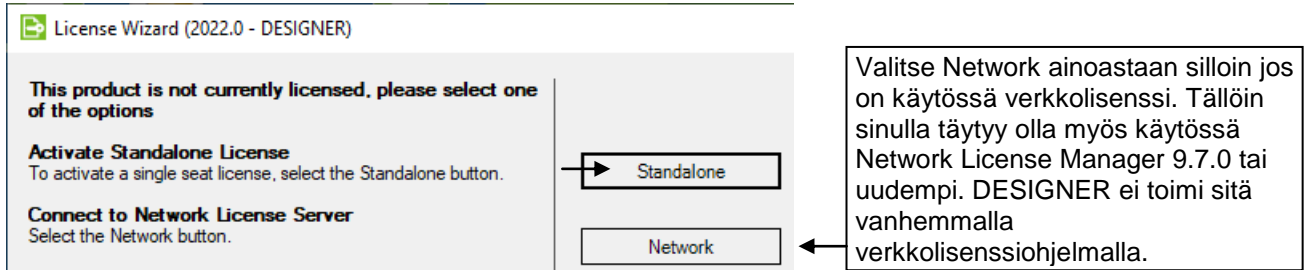 License Wizard (2022.0 - DESIGNER)
This product is not currently licensed, please select one
of the options
Activate Standalone License
To activate a single seat license, select the Standalone button.
Standalone
Connect to Network License Server
Select the Network button.
Network
Valitse Network ainoastaan silloin jos
on käytössä verkkolisenssi. Tällöin
sinulla täytyy olla myös käytössä
Network License Manager 9.7.0 tai
uudempi. DESIGNER ei toimi sitä
vanhemmalla
verkkolisenssiohjelmalla.